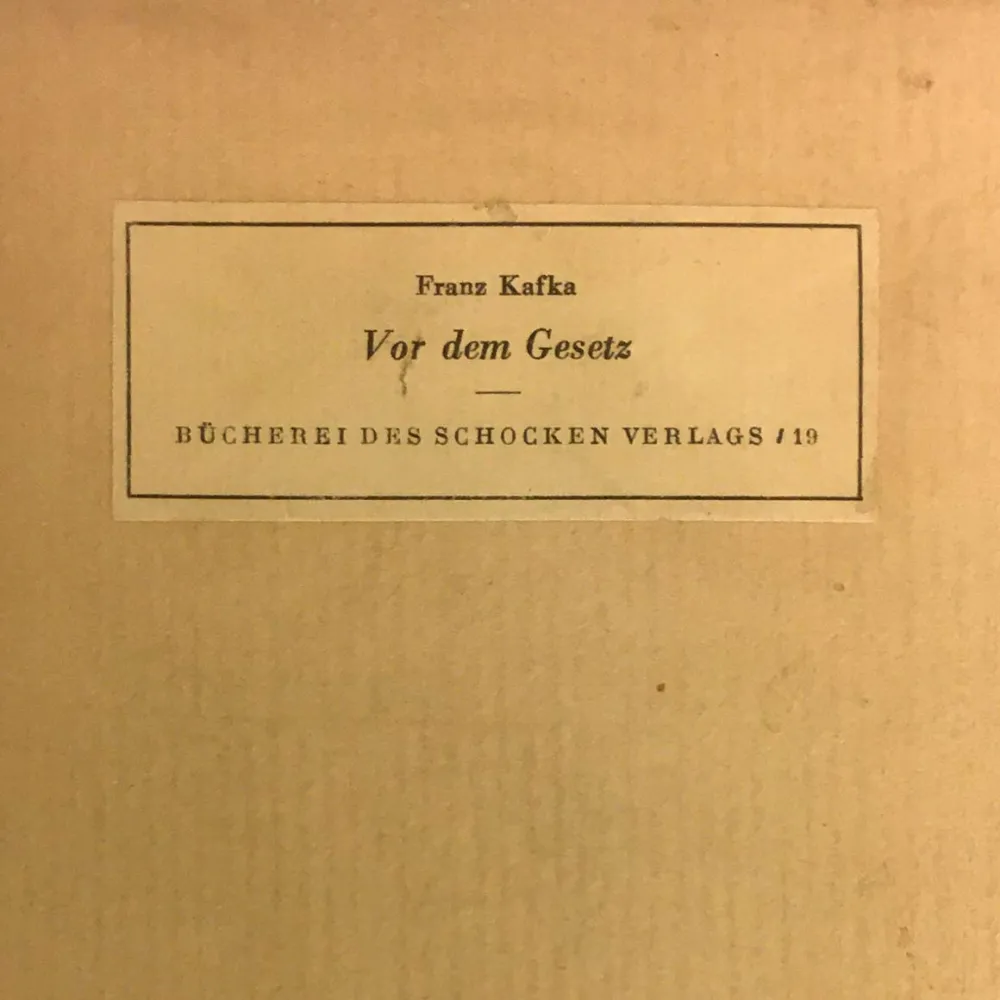 Franz Kafka
Vor dem Gesetz
BÜCHEREI DES SCHOCKEN VERLAGS / 19